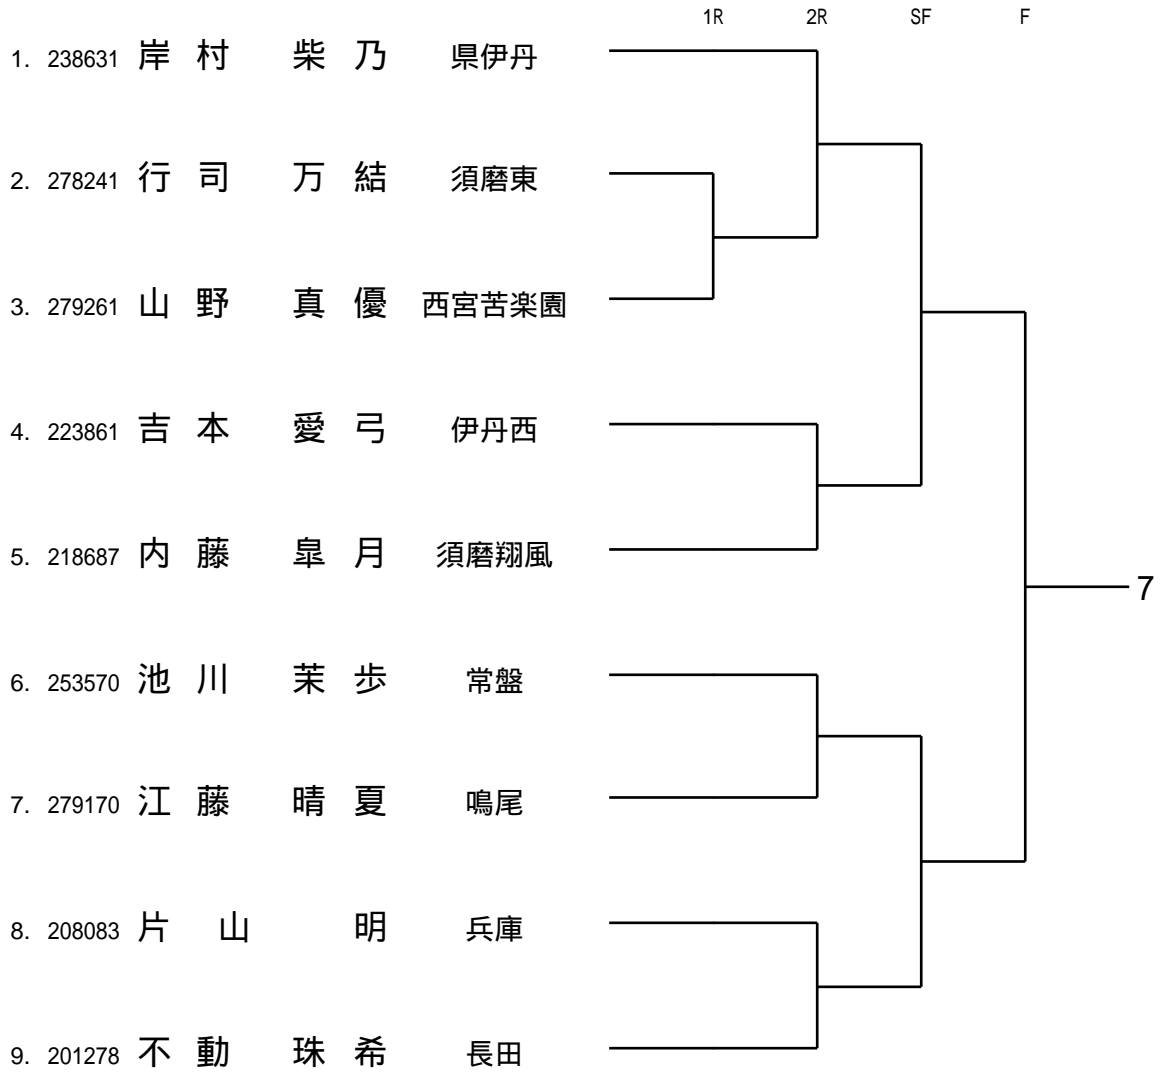 1R 2R SF F
1. 238631 岸村 柴乃 県伊丹
2. 278241 行司 万結 須磨東
3. 279261 山野 真優 西宮苦楽園
4. 223861 吉本 愛弓 伊丹西
5. 218687 内藤 皐月 須磨翔風
7
6. 253570 池川 茉歩 常盤
7. 279170 江藤 晴夏 鳴尾
8. 208083 片山 明 兵庫
9. 201278 不動 珠希 長田